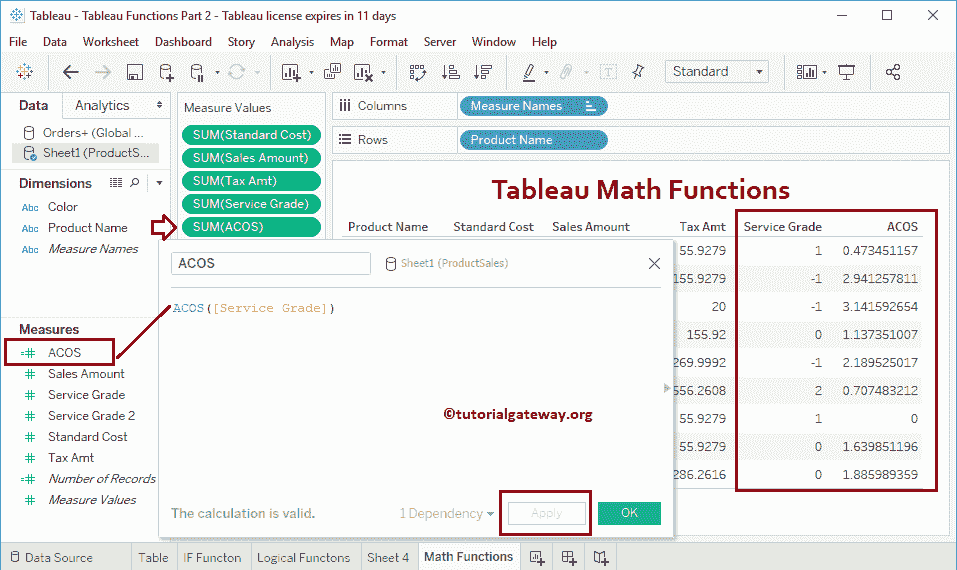 Tableau - Tableau Functions Part 2 - Tableau license expires in 11 days
File Data Worksheet Dashboard Story Analysis Map Format Server Window Help
Standard
Data Analytics
Orders+ (Global ...
Sheet1 (ProductS...
Dimensions
Abc Color
Abc Product Name
Abc Measure Names
Measures
ACOS
Sales Amount
Service Grade
Service Grade 2
Standard Cost
Tax Amt
Number of Records
Measure Values
Measure Values
SUM(Standard Cost)
SUM(Sales Amount)
SUM(Tax Amt)
SUM(Service Grade)
SUM(ACOS)
Columns Measure Names
Rows Product Name
Tableau Math Functions
Product Name Standard Cost Sales Amount Tax Amt Service Grade ACOS
55.9279 1 0.473451157
155.9279 -1 2.941257811
20 -1 3.141592654
155.92 0 1.137351007
269.9992 -1 2.189525017
556.2608 2 0.707483212
55.9279 1 0
55.9279 0 1.639851196
286.2616 0 1.885989359
ACOS Sheet1 (ProductSales)
ACOS([Service Grade])
©tutorialgateway.org
The calculation is valid. 1 Dependency Apply OK
Data Source Table IF Functon Logical Functons Sheet 4 Math Functions